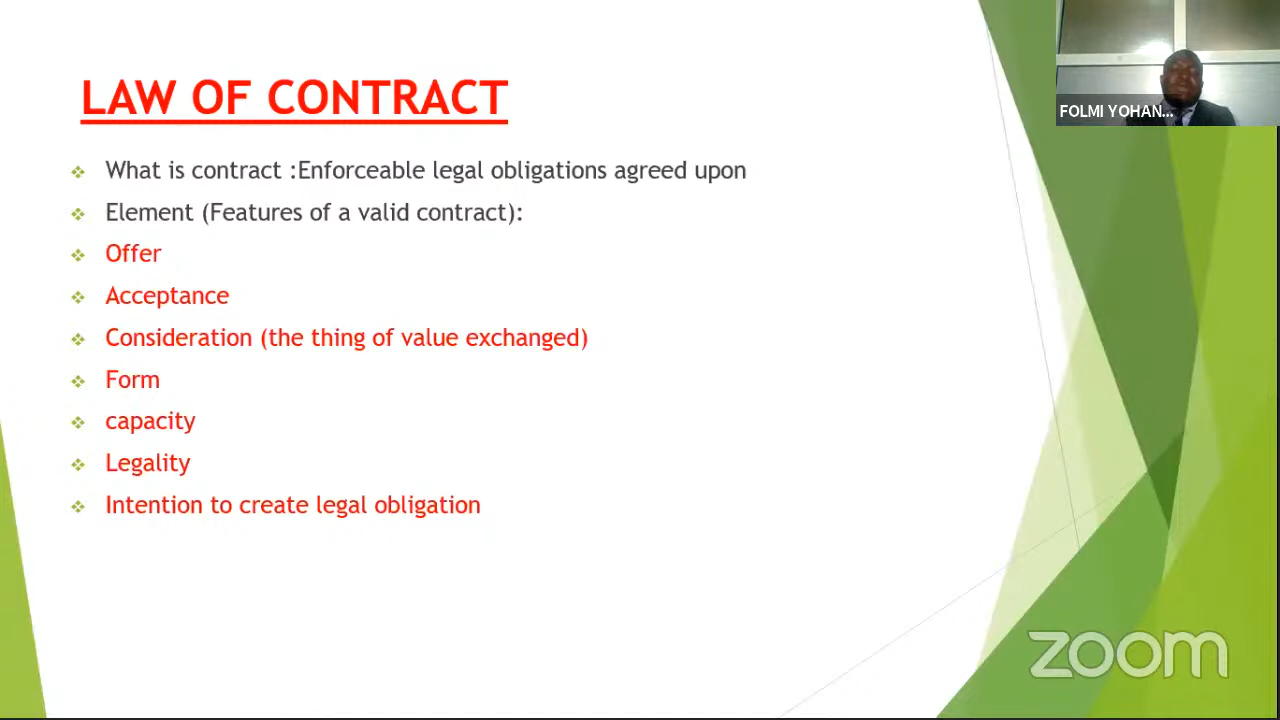 LAW OF CONTRACT
What is contract :Enforceable legal obligations agreed upon
Element (Features of a valid contract):
Offer
Acceptance
Consideration (the thing of value exchanged)
Form
capacity
Legality
Intention to create legal obligation
FOLMI YOHAN...
zoom